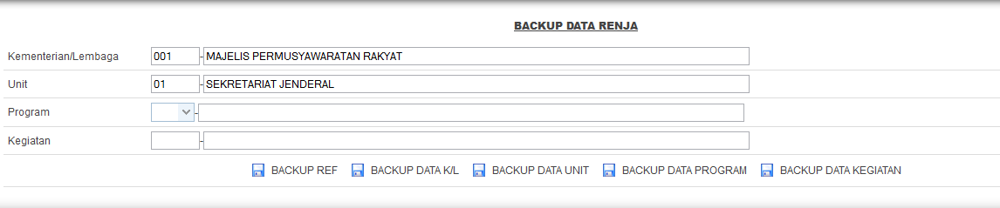 BACKUP DATA RENJA
Kementerian/Lembaga 001 - MAJELIS PERMUSYAWARATAN RAKYAT
Unit 01 - SEKRETARIAT JENDERAL
Program -
Kegiatan -
BACKUP REF BACKUP DATA K/L BACKUP DATA UNIT BACKUP DATA PROGRAM BACKUP DATA KEGIATAN